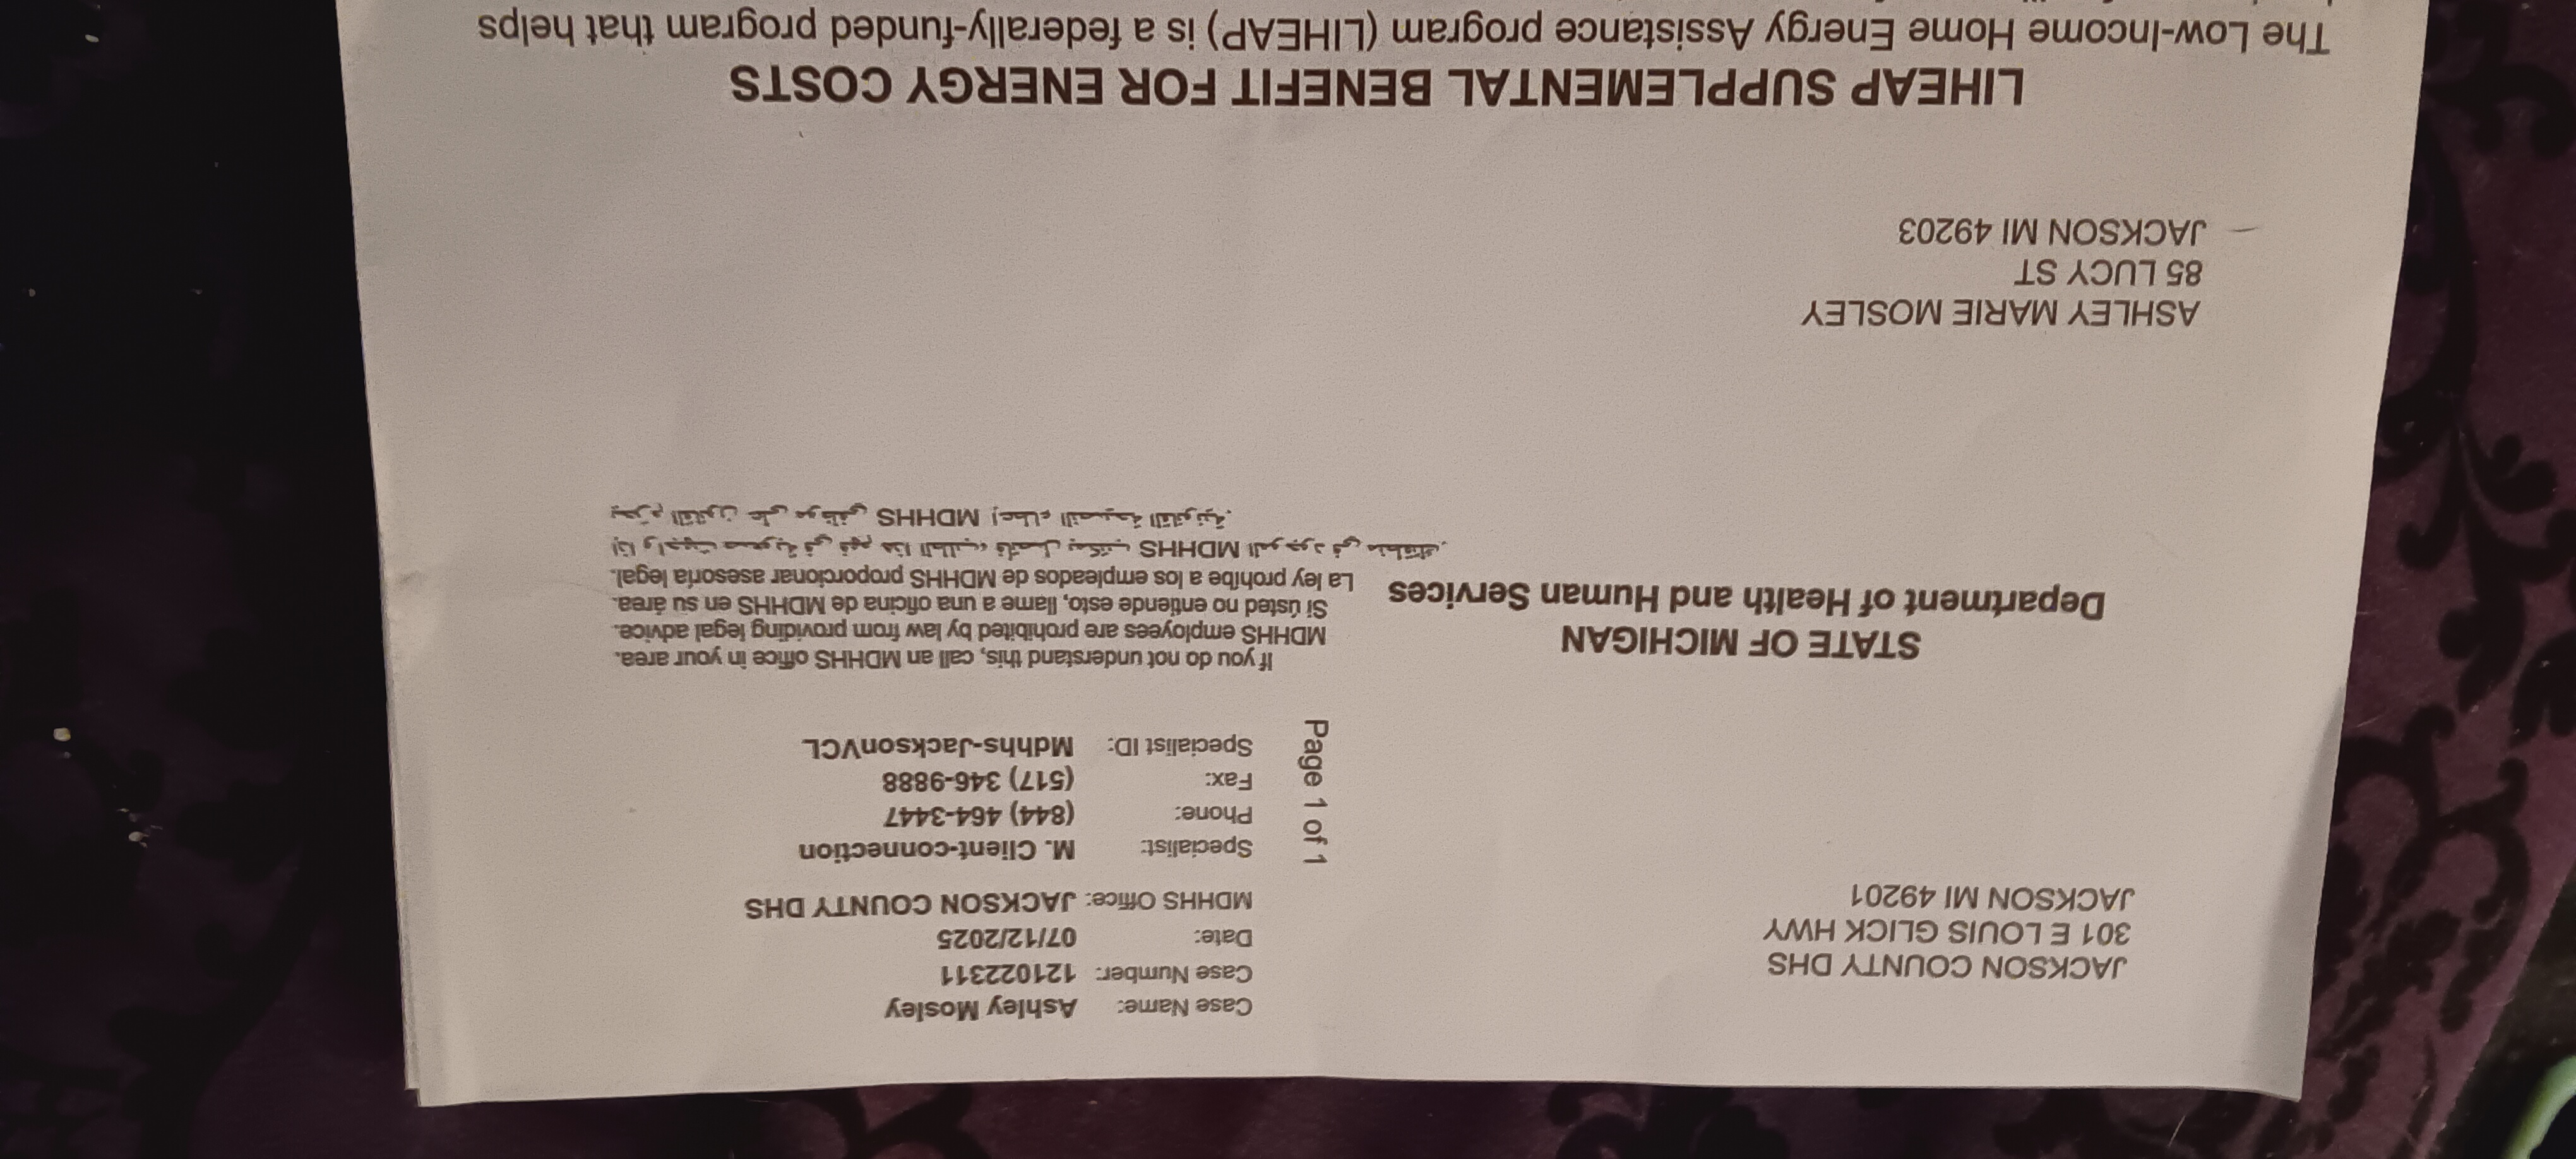 JACKSON COUNTY DHS
301 E LOUIS GLICK HWY
JACKSON MI 49201
Case Name: Ashley Mosley
Case Number: 121022311
Date: 07/12/2025
MDHHS Office: JACKSON COUNTY DHS
Specialist: M. Client-connection
Phone: (844) 464-3447
Fax: (517) 346-9888
Specialist ID: Mdhhs-JacksonVCL
Page 1 of 1
STATE OF MICHIGAN
Department of Health and Human Services
If you do not understand this, call an MDHHS office in your area.
MDHHS employees are prohibited by law from providing legal advice.
Si ústed no entiende esto, llame a una oficina de MDHHS en su área.
La ley prohíbe a los empleados de MDHHS proporcionar asesoría legal.
إذا واجهت صعوبة في فهم هذا الطلب، فأتصل بمكتب MDHHS الموجود في منطقتك.
يحرّم القانون على موظفي MDHHS إعطاء النصيحة القانونية.
ASHLEY MARIE MOSLEY
85 LUCY ST
JACKSON MI 49203
LIHEAP SUPPLEMENTAL BENEFIT FOR ENERGY COSTS
The Low-Income Home Energy Assistance program (LIHEAP) is a federally-funded program that helps